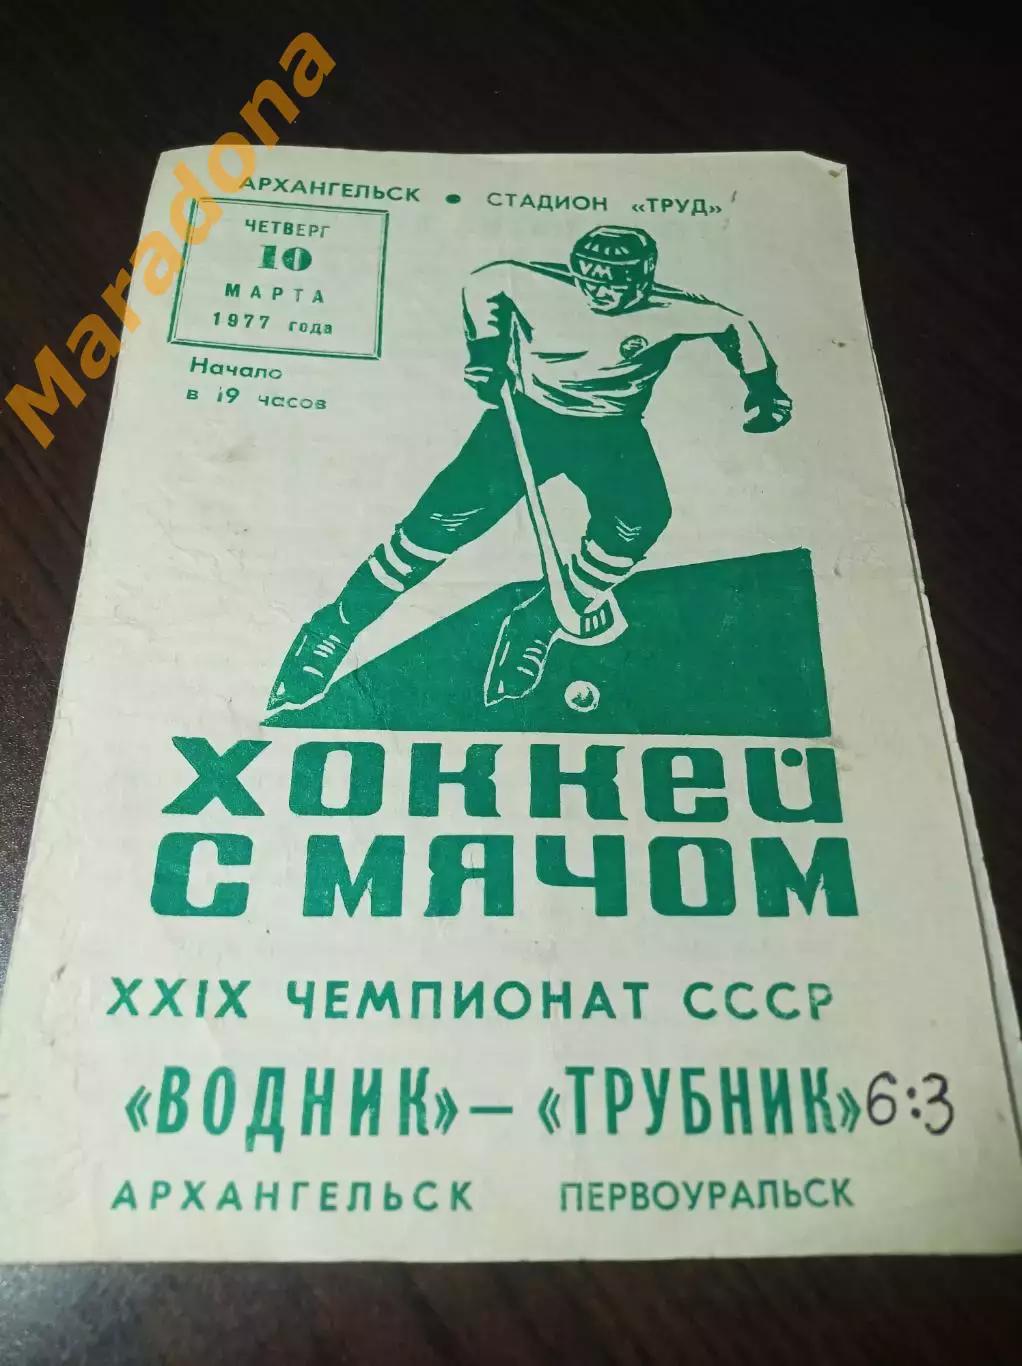 Maradona
АРХАНГЕЛЬСК • СТАДИОН «ТРУД»
ЧЕТВЕРГ
10
МАРТА
1977 года
Начало
в 19 часов
VM
ХОККЕЙ
С МЯЧОМ
XXIX ЧЕМПИОНАТ СССР
«ВОДНИК» — «ТРУБНИК» 6:3
АРХАНГЕЛЬСК ПЕРВОУРАЛЬСК